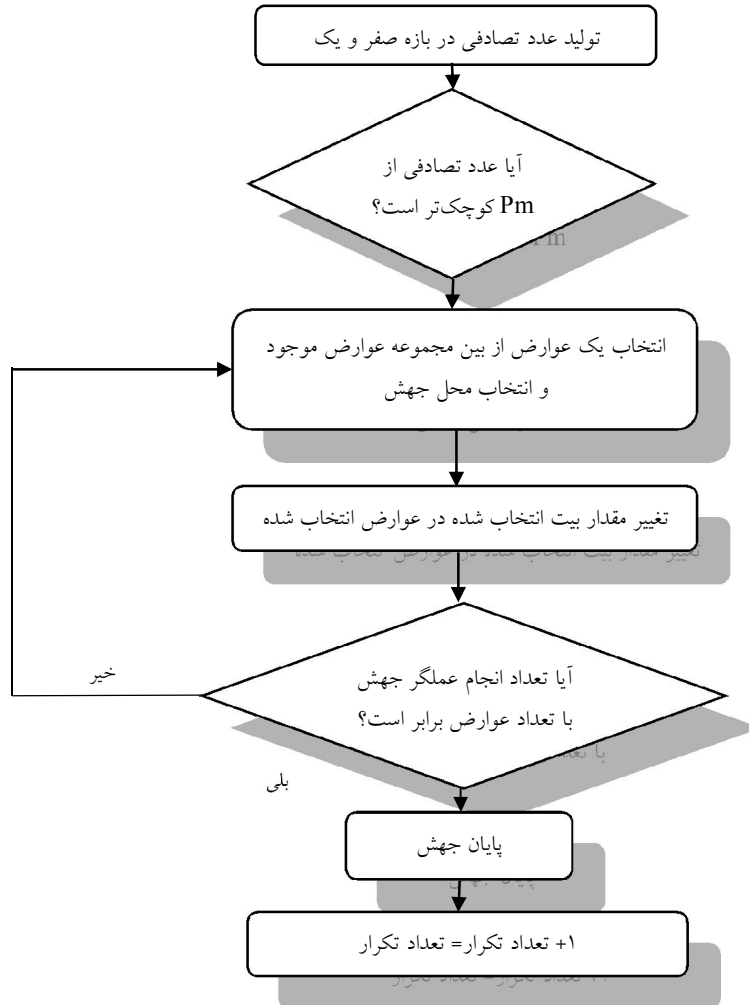 تولید عدد تصادفی در بازه صفر و یک
آیا عدد تصادفی از
Pm کوچک‌تر است؟
انتخاب یک عوارض از بین مجموعه عوارض موجود
و انتخاب محل جهش
تغییر مقدار بیت انتخاب شده در عوارض انتخاب شده
آیا تعداد انجام عملگر جهش
با تعداد عوارض برابر است؟
خیر
بلی
پایان جهش
۱+ تعداد تکرار= تعداد تکرار